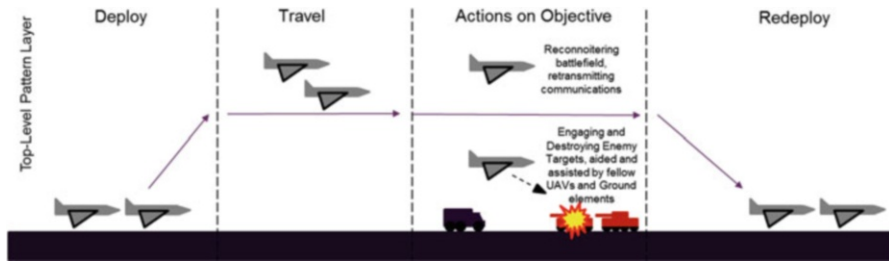 Deploy
Travel
Actions on Objective
Redeploy
Top-Level Pattern Layer
Reconnoitering
battlefield,
retransmitting
communications
Engaging and
Destroying Enemy
Targets, aided and
assisted by fellow
UAVs and Ground
elements